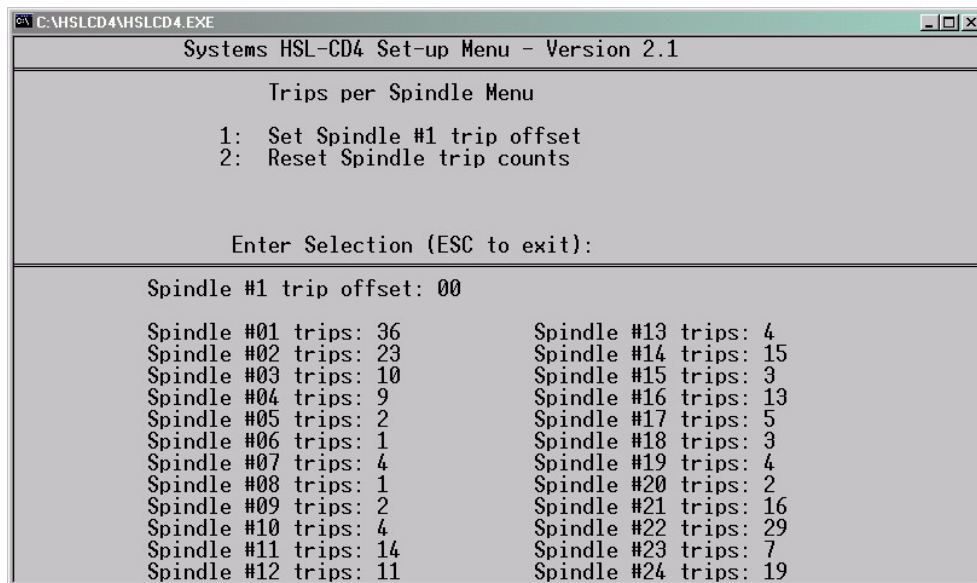 C:\HSLCD4\HSLCD4.EXE
Systems HSL-CD4 Set-up Menu - Version 2.1
Trips per Spindle Menu
1: Set Spindle #1 trip offset
2: Reset Spindle trip counts
Enter Selection (ESC to exit):
Spindle #1 trip offset: 00
Spindle #01 trips: 36 Spindle #13 trips: 4
Spindle #02 trips: 23 Spindle #14 trips: 15
Spindle #03 trips: 10 Spindle #15 trips: 3
Spindle #04 trips: 9 Spindle #16 trips: 13
Spindle #05 trips: 2 Spindle #17 trips: 5
Spindle #06 trips: 1 Spindle #18 trips: 3
Spindle #07 trips: 4 Spindle #19 trips: 4
Spindle #08 trips: 1 Spindle #20 trips: 2
Spindle #09 trips: 2 Spindle #21 trips: 16
Spindle #10 trips: 4 Spindle #22 trips: 29
Spindle #11 trips: 14 Spindle #23 trips: 7
Spindle #12 trips: 11 Spindle #24 trips: 19